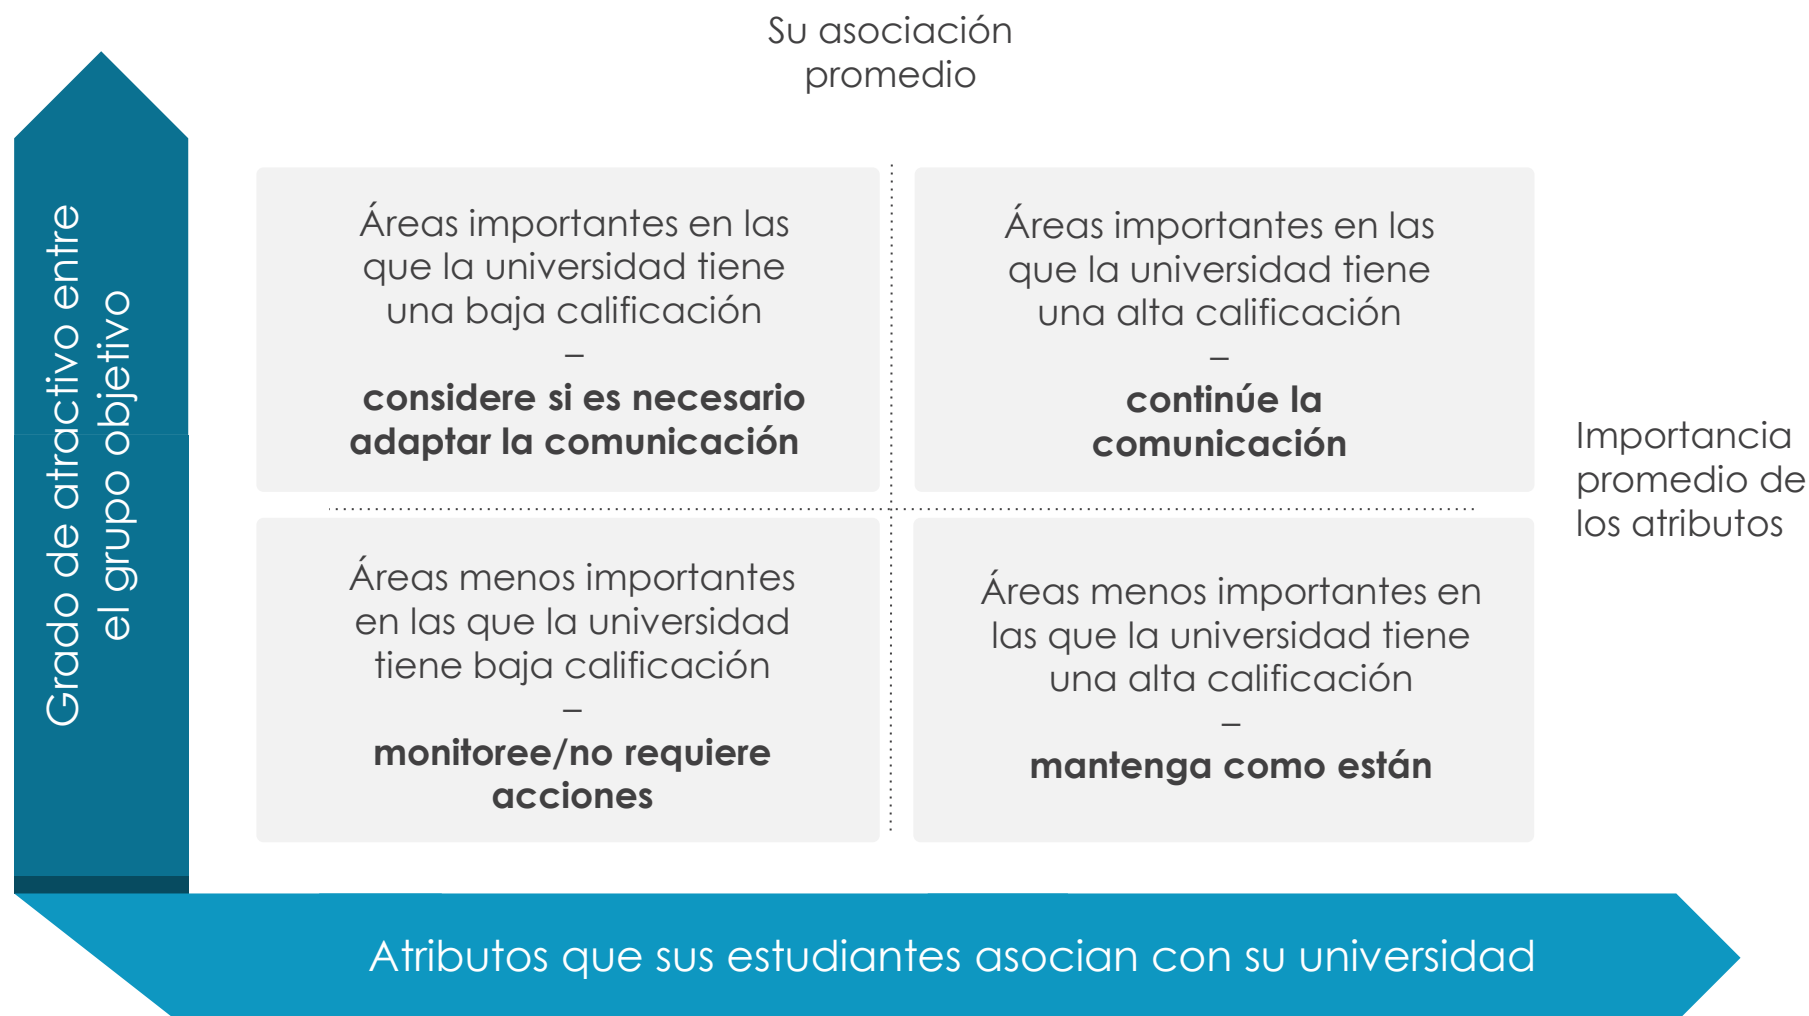 Su asociación
promedio
Grado de atractivo entre
el grupo objetivo
Áreas importantes en las
que la universidad tiene
una baja calificación
–
considere si es necesario
adaptar la comunicación
Áreas importantes en las
que la universidad tiene
una alta calificación
–
continúe la
comunicación
Importancia
promedio de
los atributos
Áreas menos importantes
en las que la universidad
tiene baja calificación
–
monitoree/no requiere
acciones
Áreas menos importantes en
las que la universidad tiene
una alta calificación
–
mantenga como están
Atributos que sus estudiantes asocian con su universidad